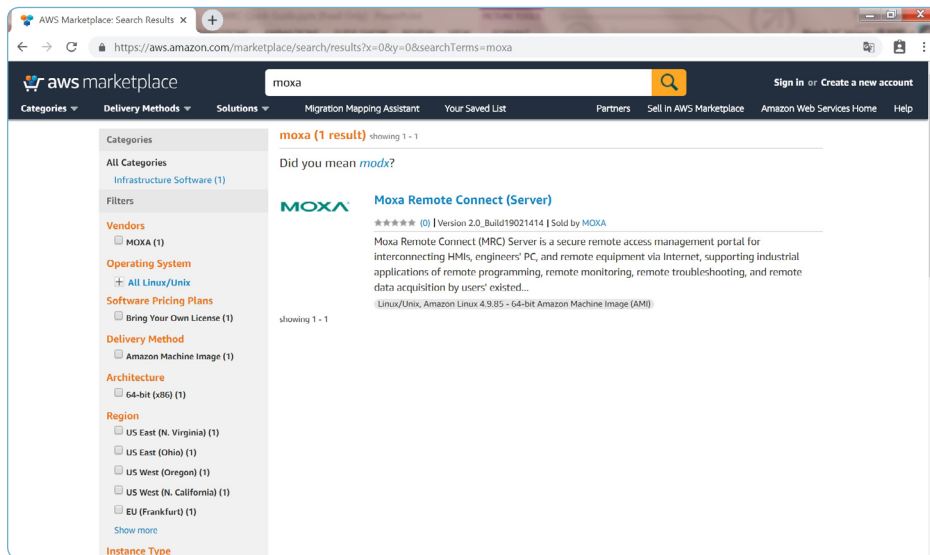 AWS Marketplace: Search Results
https://aws.amazon.com/marketplace/search/results?x=0&y=0&searchTerms=moxa
aws marketplace
moxa
Sign in or Create a new account
Categories Delivery Methods Solutions Migration Mapping Assistant Your Saved List Partners Sell in AWS Marketplace Amazon Web Services Home Help
Categories
All Categories
Infrastructure Software (1)
Filters
Vendors
MOXA (1)
Operating System
All Linux/Unix
Software Pricing Plans
Bring Your Own License (1)
Delivery Method
Amazon Machine Image (1)
Architecture
64-bit (x86) (1)
Region
US East (N. Virginia) (1)
US East (Ohio) (1)
US West (Oregon) (1)
US West (N. California) (1)
EU (Frankfurt) (1)
Show more
Instance Type
moxa (1 result) showing 1 - 1
Did you mean modx?
MOXA
Moxa Remote Connect (Server)
(0) | Version 2.0_Build19021414 | Sold by MOXA
Moxa Remote Connect (MRC) Server is a secure remote access management portal for
interconnecting HMIs, engineers' PC, and remote equipment via Internet, supporting industrial
applications of remote programming, remote monitoring, remote troubleshooting, and remote
data acquisition by users' existed...
Linux/Unix, Amazon Linux 4.9.85 - 64-bit Amazon Machine Image (AMI)
showing 1 - 1